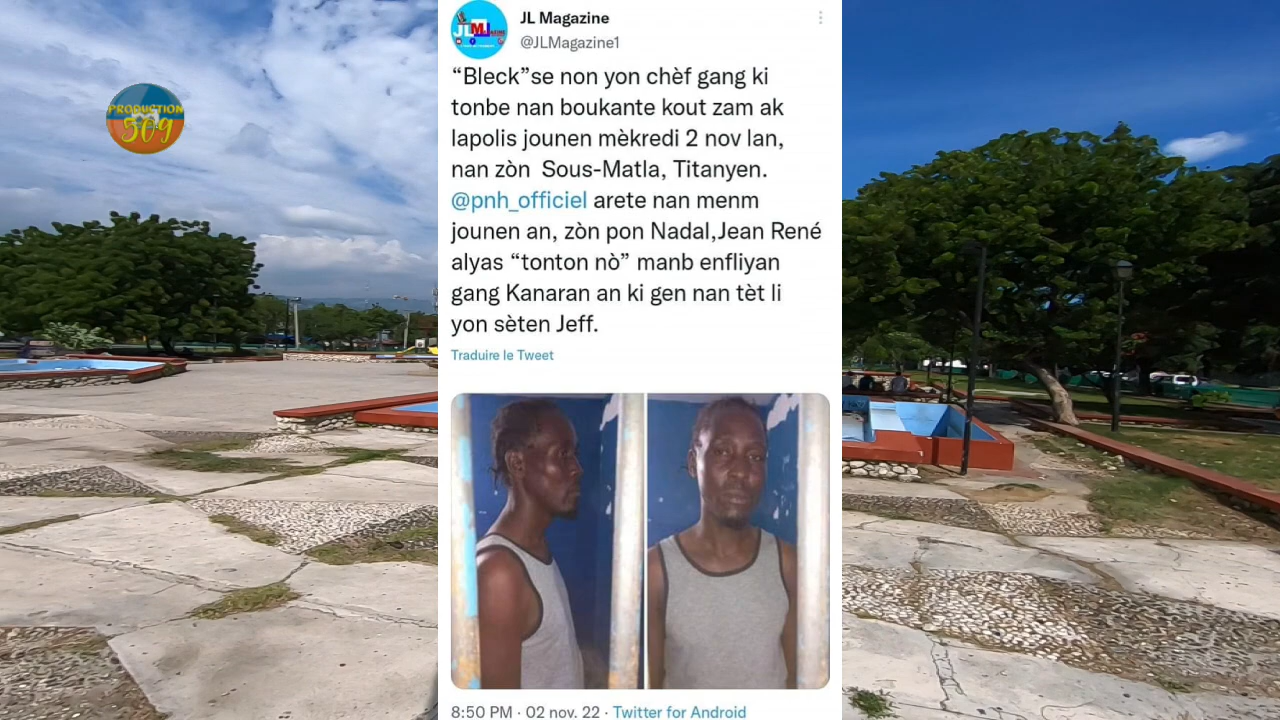 PRODUCTION
509
JL Magazine
@JLMagazine1
“Bleck”se non yon chèf gang ki
tonbe nan boukante kout zam ak
lapolis jounen mèkredi 2 nov lan,
nan zòn Sous-Matla, Titanyen.
@pnh_officiel arete nan menm
jounen an, zòn pon Nadal,Jean René
alyas “tonton nò” manb enfliyan
gang Kanaran an ki gen nan tèt li
yon sèten Jeff.
Traduire le Tweet
8:50 PM · 02 nov. 22 · Twitter for Android